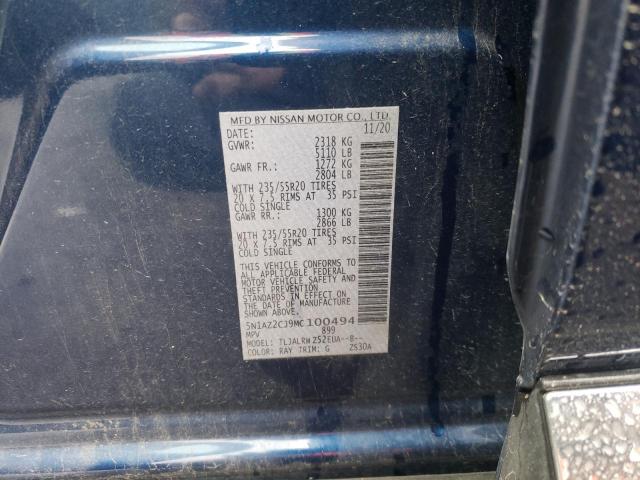 MFD BY NISSAN MOTOR CO., LTD.
DATE: 11/20
GVWR: 2318 KG
5110 LB
GAWR FR.: 1272 KG
2804 LB
WITH 235/55R20 TIRES
20 X 7.5 RIMS AT 35 PSI
COLD SINGLE
GAWR RR.: 1300 KG
2866 LB
WITH 235/55R20 TIRES
20 X 7.5 RIMS AT 35 PSI
COLD SINGLE
THIS VEHICLE CONFORMS TO
ALL APPLICABLE FEDERAL
MOTOR VEHICLE SAFETY AND
THEFT PREVENTION
STANDARDS IN EFFECT ON
THE DATE OF MANUFACTURE
SHOWN ABOVE.
5N1AZ2CJ9MC100494
MPV 899
MODEL: TLJALRW Z52EUA--B--
COLOR: RAY TRIM: G ZS30A